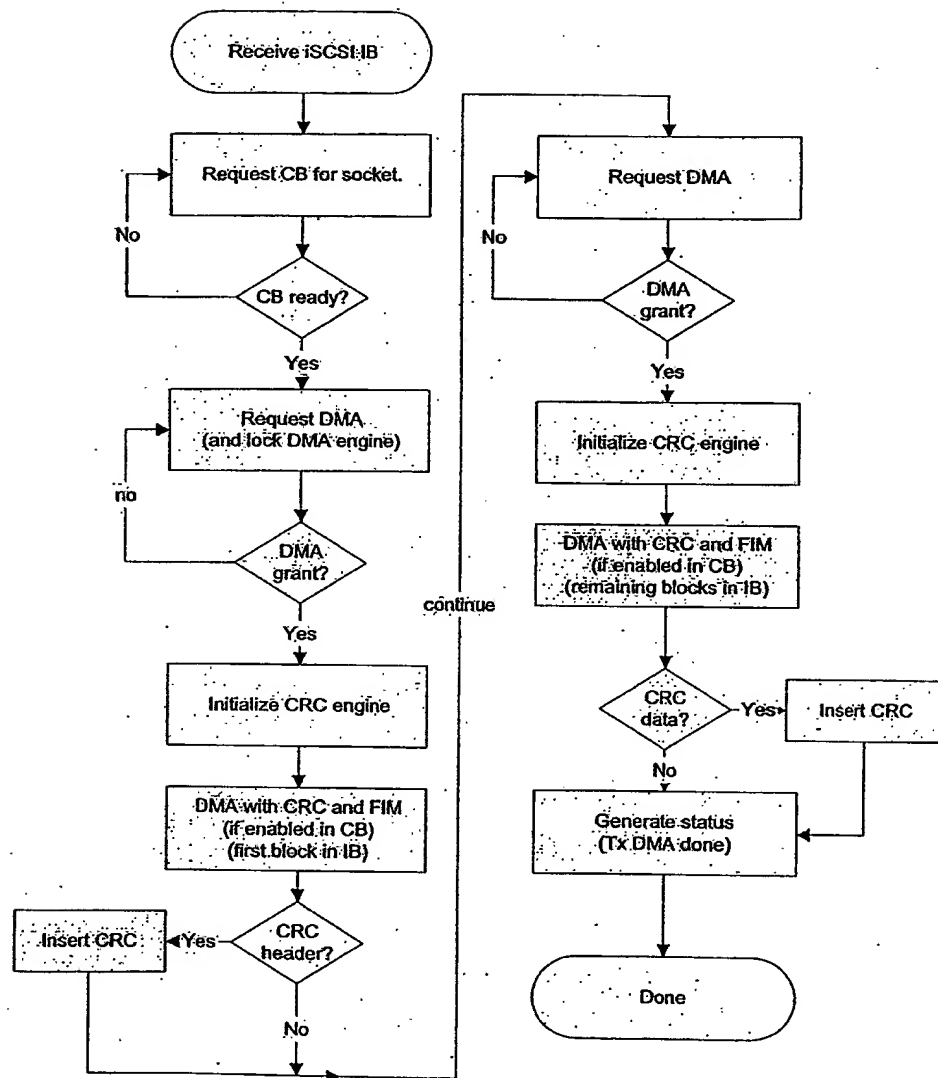 Receive iSCSI IB
Request CB for socket.
No
CB ready?
Yes
Request DMA
(and lock DMA engine)
no
DMA
grant?
Yes
Initialize CRC engine
DMA with CRC and FIM
(if enabled in CB)
(first block in IB)
CRC
header?
Yes
Insert CRC
No
continue
Request DMA
No
DMA
grant?
Yes
Initialize CRC engine
DMA with CRC and FIM
(if enabled in CB)
(remaining blocks in IB)
CRC
data?
Yes
Insert CRC
No
Generate status
(Tx DMA done)
Done